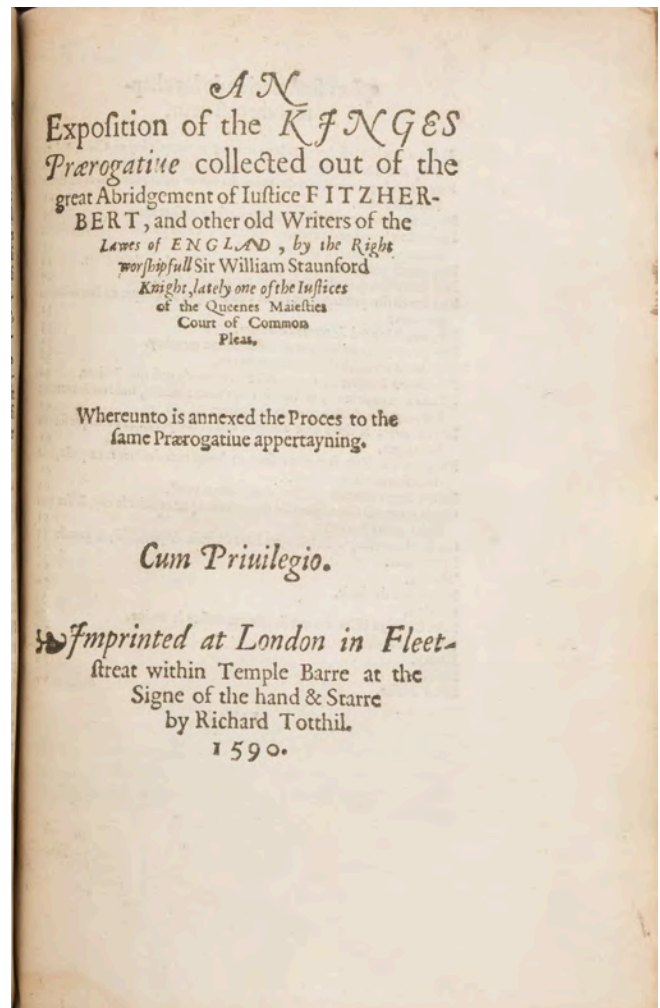 AN
Expoſition of the KINGES
Prærogatiue collected out of the
great Abridgement of Iuſtice FITZHER-
BERT, and other old Writers of the
Lawes of ENGLAND, by the Right
worſhipfull Sir William Staunford
Knight, lately one of the Iuſtices
of the Queenes Maieſties
Court of Common
Pleas.
Whereunto is annexed the Proces to the
ſame Prærogatiue appertayning.
Cum Priuilegio.
Imprinted at London in Fleet-
ſtreat within Temple Barre at the
Signe of the hand & Starre
by Richard Totthil.
1590.